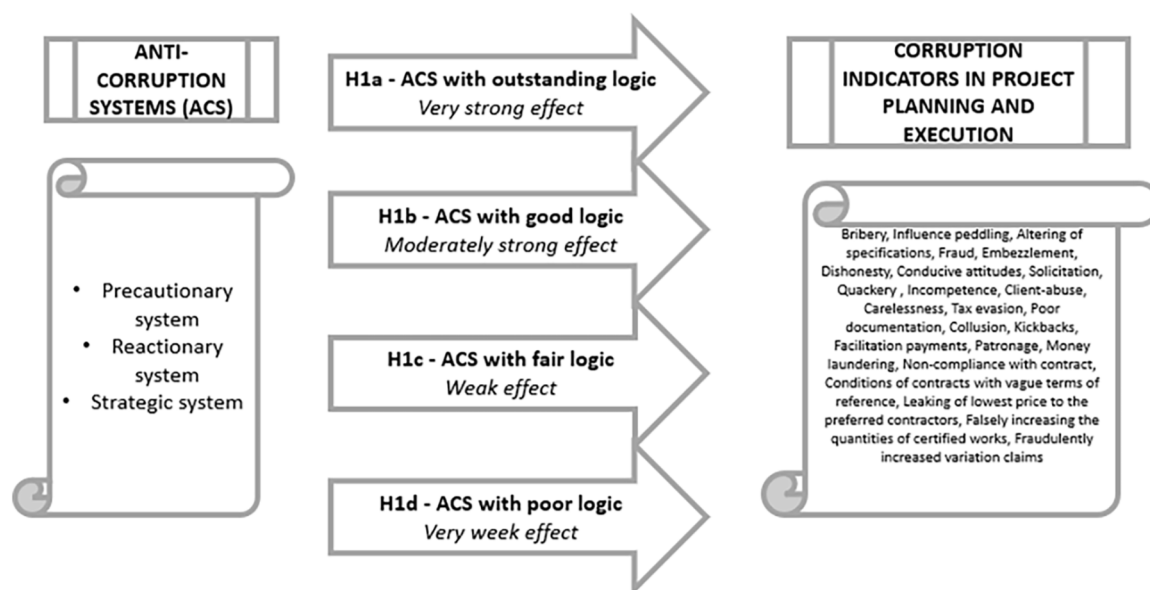 ANTI-
CORRUPTION
SYSTEMS (ACS)
• Precautionary
system
• Reactionary
system
• Strategic system
H1a - ACS with outstanding logic
Very strong effect
H1b - ACS with good logic
Moderately strong effect
H1c - ACS with fair logic
Weak effect
H1d - ACS with poor logic
Very week effect
CORRUPTION
INDICATORS IN PROJECT
PLANNING AND
EXECUTION
Bribery, Influence peddling, Altering of
specifications, Fraud, Embezzlement,
Dishonesty, Conducive attitudes, Solicitation,
Quackery , Incompetence, Client-abuse,
Carelessness, Tax evasion, Poor
documentation, Collusion, Kickbacks,
Facilitation payments, Patronage, Money
laundering, Non-compliance with contract,
Conditions of contracts with vague terms of
reference, Leaking of lowest price to the
preferred contractors, Falsely increasing the
quantities of certified works, Fraudulently
increased variation claims